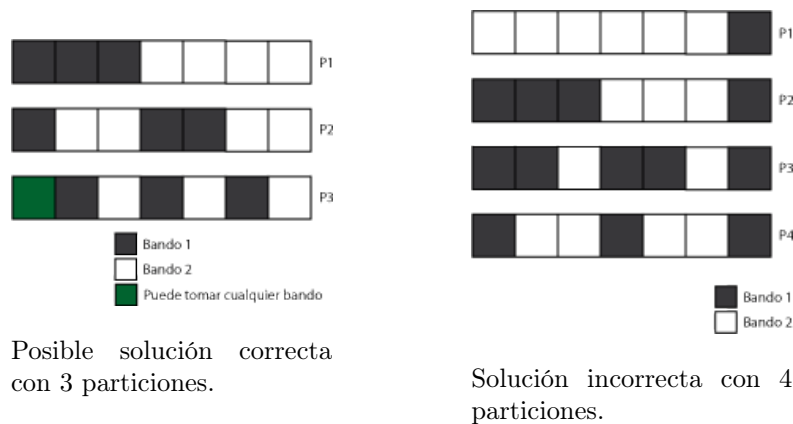 P1
P2
P3
Bando 1
Bando 2
Puede tomar cualquier bando
Posible solución correcta
con 3 particiones.
P1
P2
P3
P4
Bando 1
Bando 2
Solución incorrecta con 4
particiones.